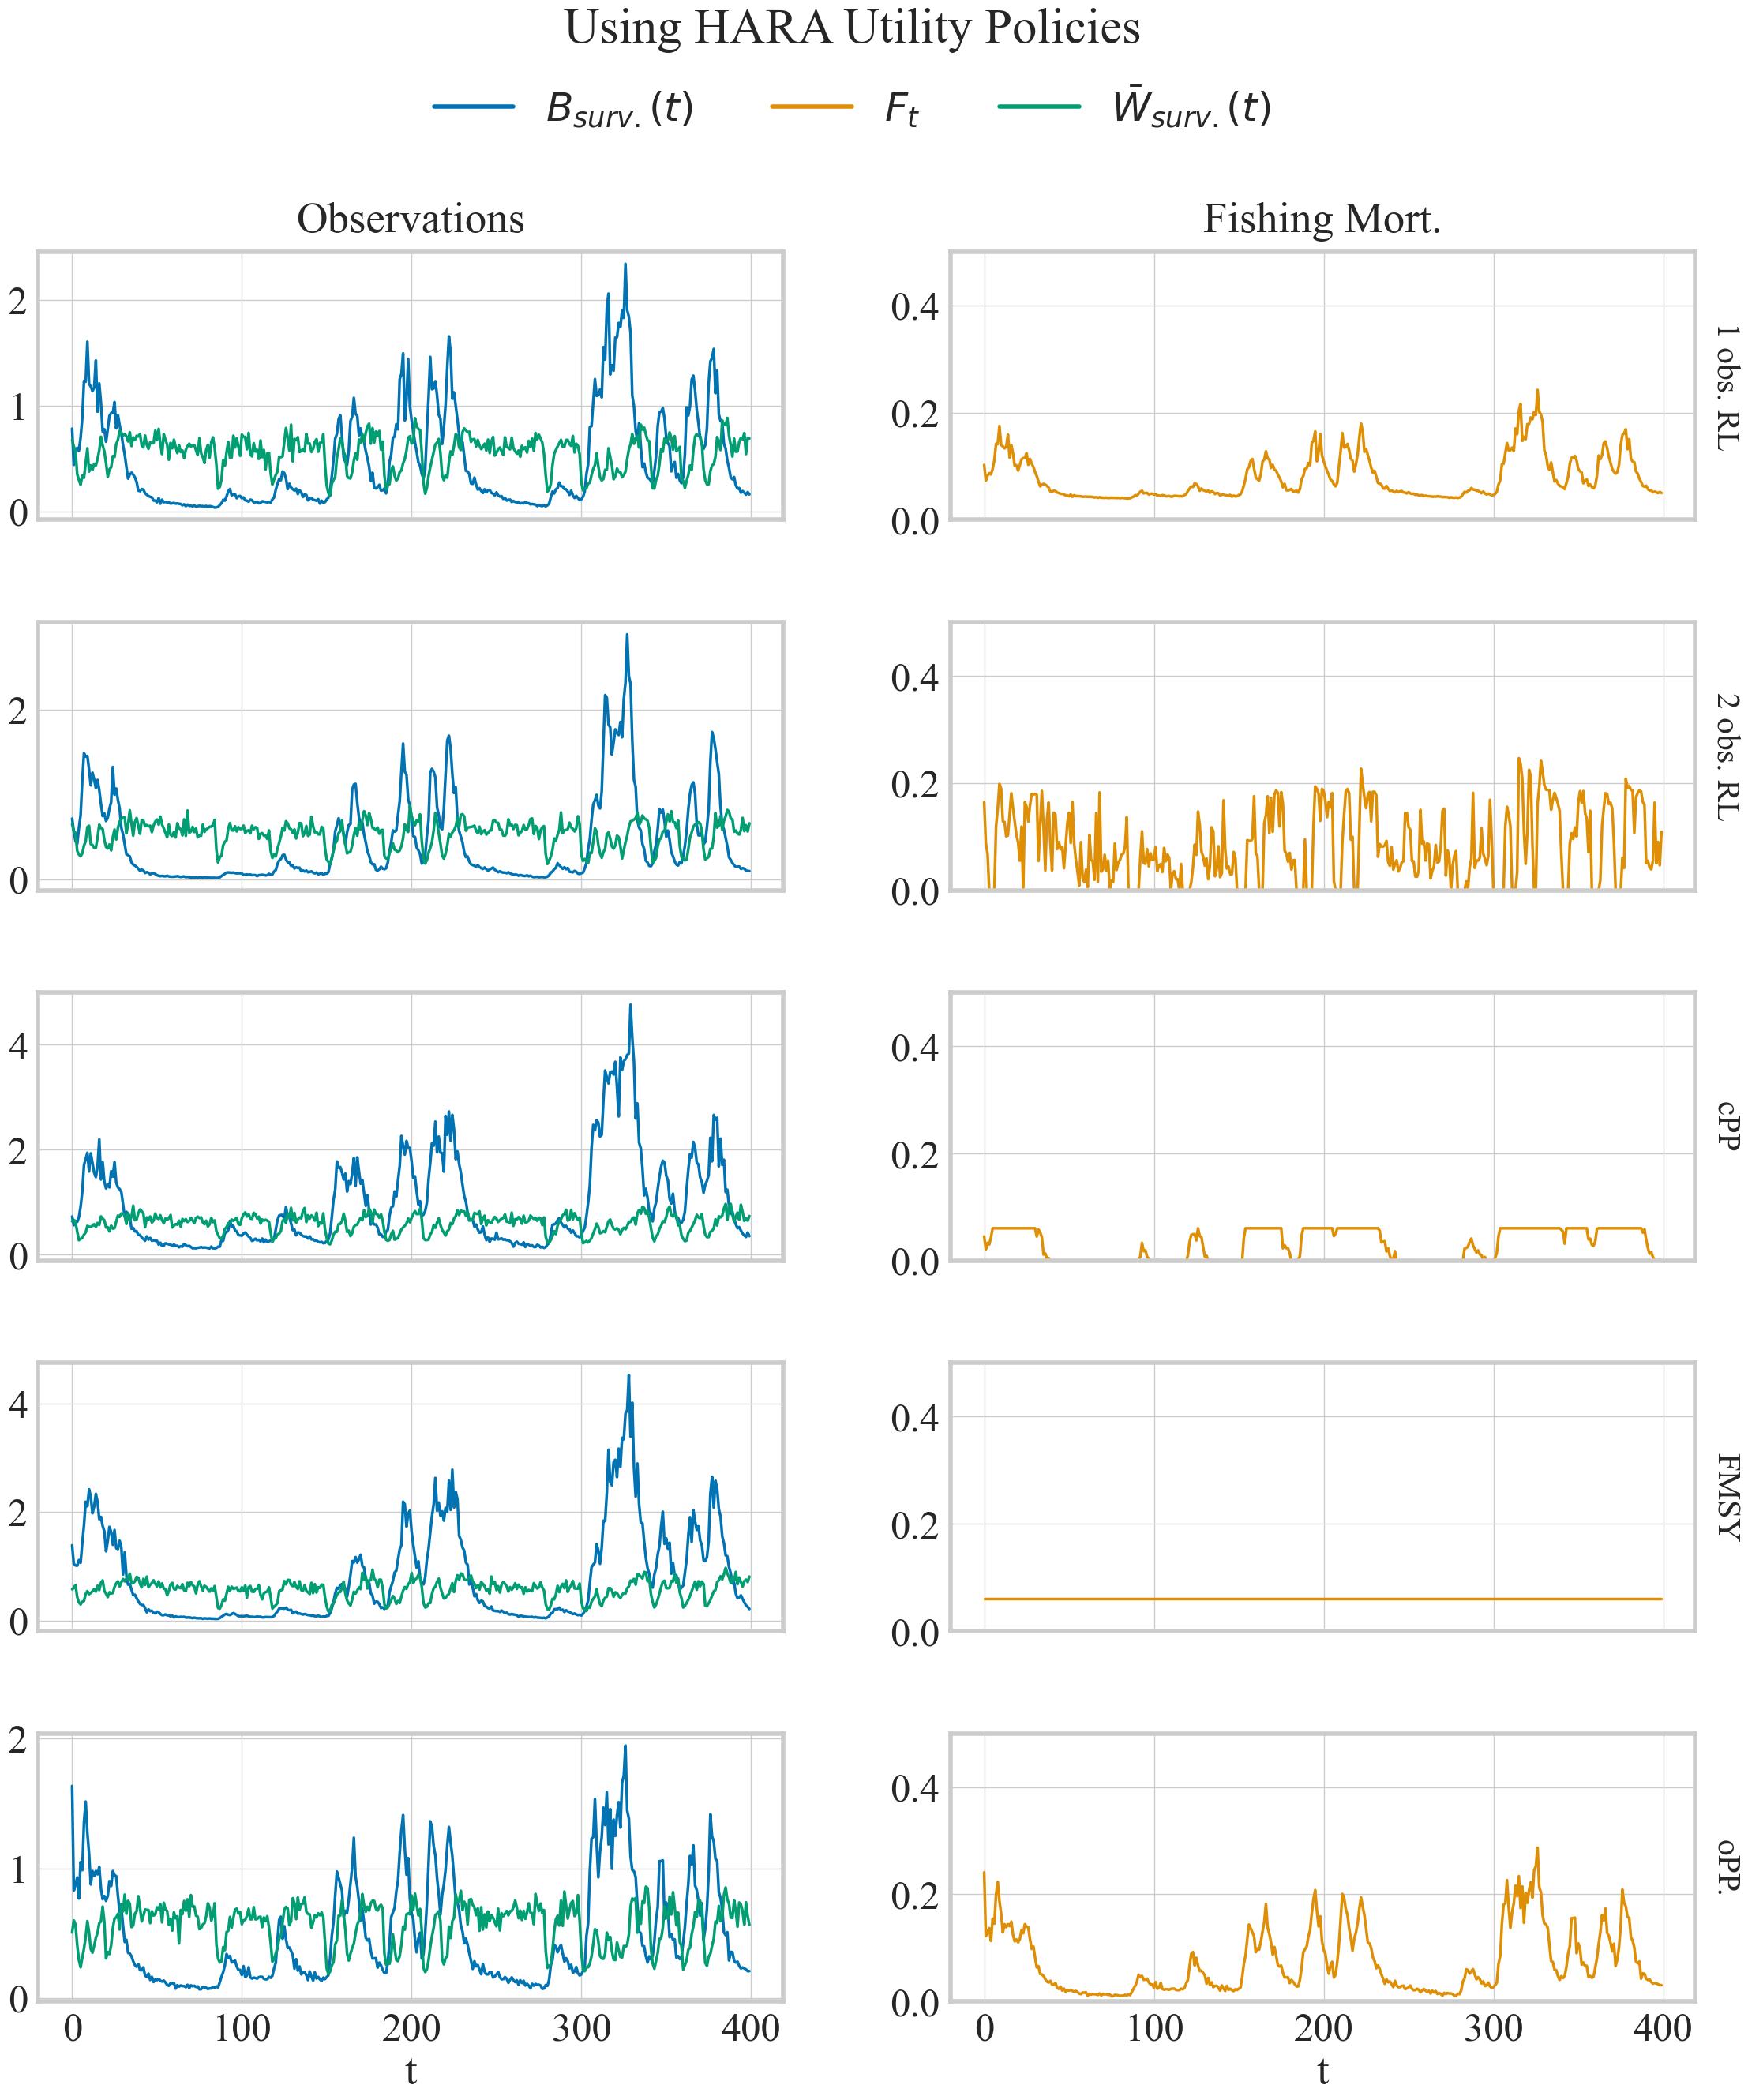 Using HARA Utility Policies
B_surv.(t) F_t W̄_surv.(t)
Observations Fishing Mort.
2
1
0
0.4
0.2
0.0
1 obs. RL
2
0
0.4
0.2
0.0
2 obs. RL
4
2
0
0.4
0.2
0.0
cPP
4
2
0
0.4
0.2
0.0
FMSY
2
1
0
0.4
0.2
0.0
oPP.
0 100 200 300 400 0 100 200 300 400
t t